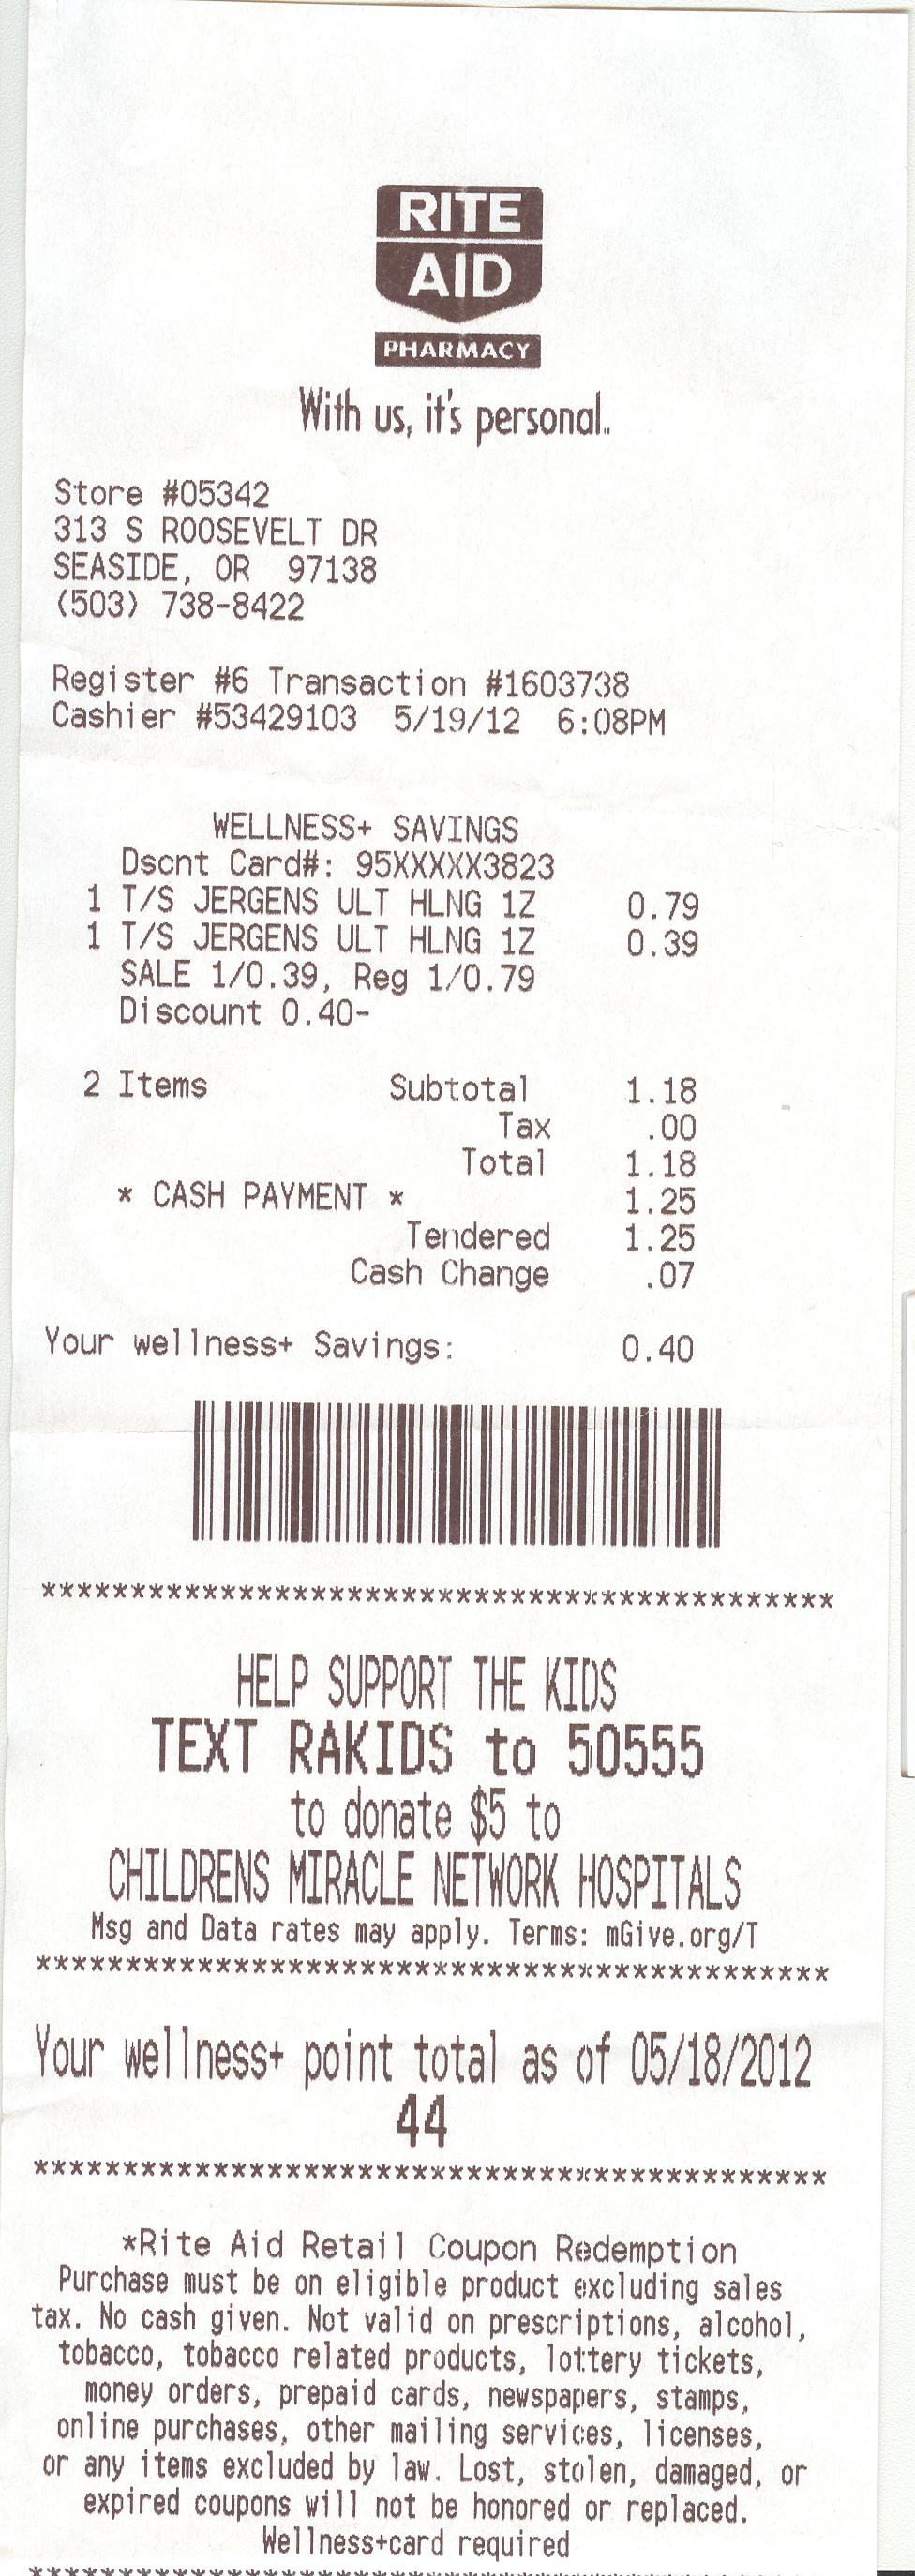 RITE
AID
PHARMACY
With us, it's personal.
Store #05342
313 S ROOSEVELT DR
SEASIDE, OR 97138
(503) 738-8422
Register #6 Transaction #1603738
Cashier #53429103 5/19/12 6:08PM
WELLNESS+ SAVINGS
Dscnt Card#: 95XXXXX3823
1 T/S JERGENS ULT HLNG 1Z 0.79
1 T/S JERGENS ULT HLNG 1Z 0.39
SALE 1/0.39, Reg 1/0.79
Discount 0.40-
2 Items Subtotal 1.18
Tax .00
Total 1.18
* CASH PAYMENT * 1.25
Tendered 1.25
Cash Change .07
Your wellness+ Savings: 0.40
********************************************
HELP SUPPORT THE KIDS
TEXT RAKIDS to 50555
to donate $5 to
CHILDRENS MIRACLE NETWORK HOSPITALS
Msg and Data rates may apply. Terms: mGive.org/T
********************************************
Your wellness+ point total as of 05/18/2012
44
********************************************
*Rite Aid Retail Coupon Redemption
Purchase must be on eligible product excluding sales
tax. No cash given. Not valid on prescriptions, alcohol,
tobacco, tobacco related products, lottery tickets,
money orders, prepaid cards, newspapers, stamps,
online purchases, other mailing services, licenses,
or any items excluded by law. Lost, stolen, damaged, or
expired coupons will not be honored or replaced.
Wellness+card required
********************************************